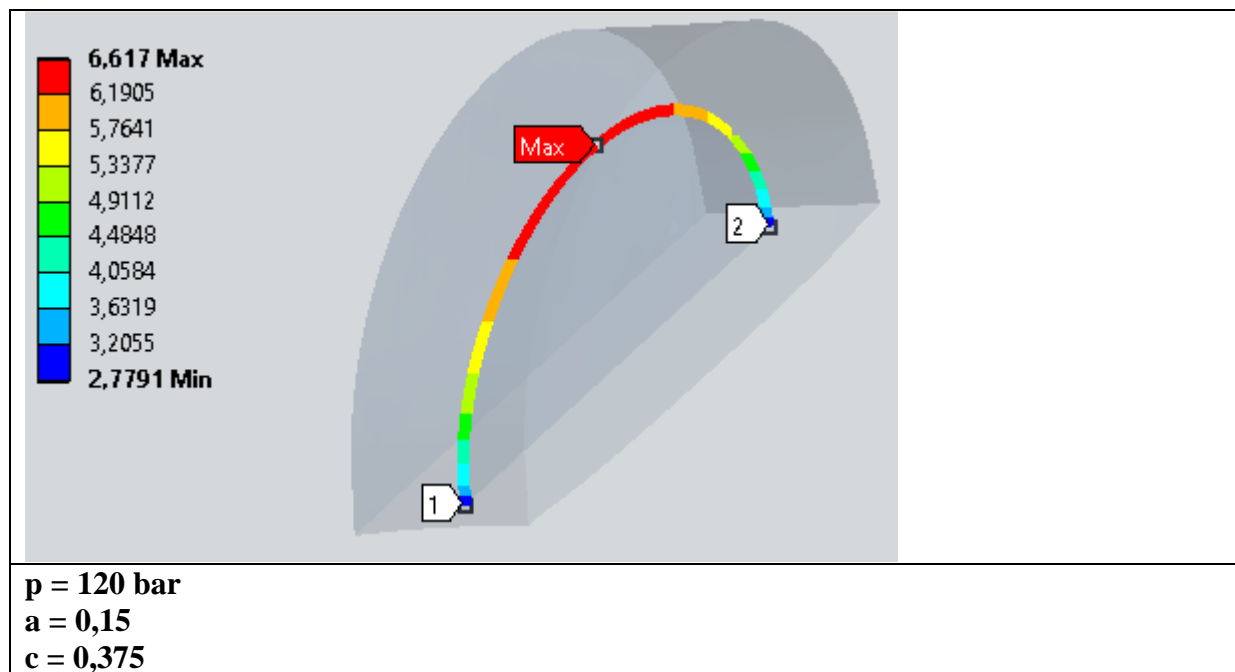 6,617 Max
6,1905
5,7641
5,3377
4,9112
4,4848
4,0584
3,6319
3,2055
2,7791 Min
Max
2
1
p = 120 bar
a = 0,15
c = 0,375